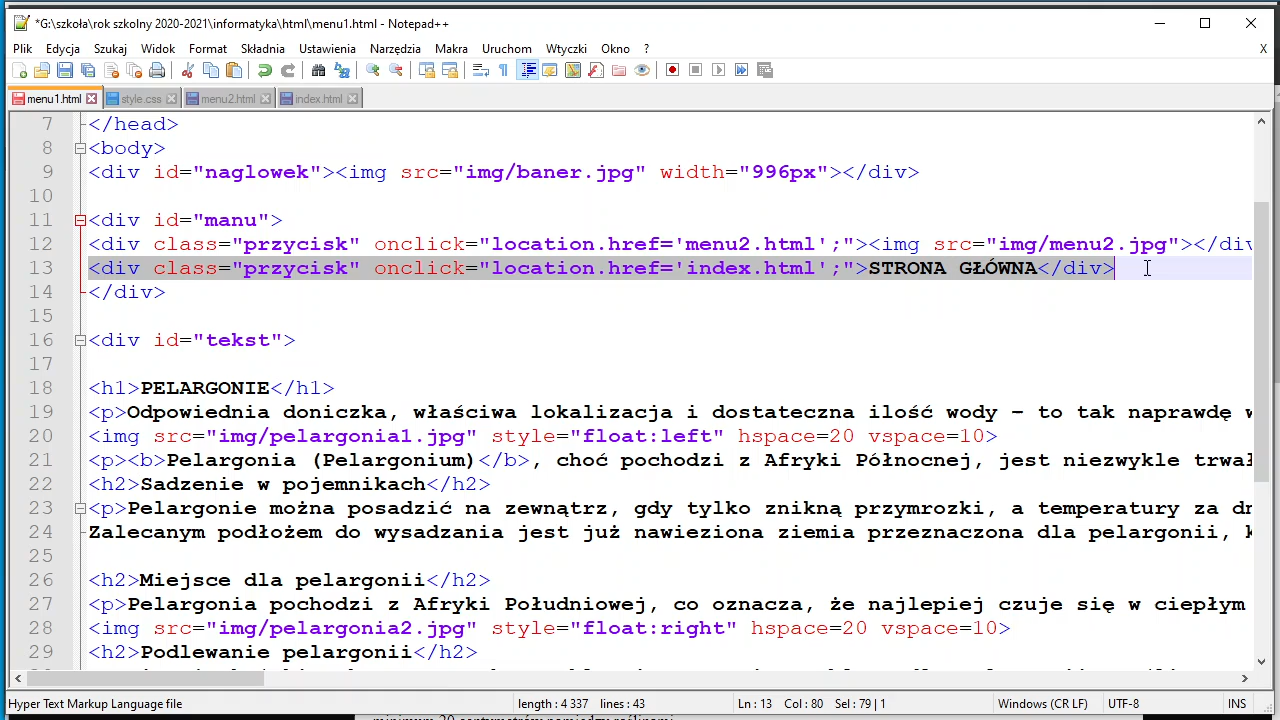 *G:\szkoła\rok szkolny 2020-2021\informatyka\html\menu1.html - Notepad++
Plik Edycja Szukaj Widok Format Składnia Ustawienia Narzędzia Makra Uruchom Wtyczki Okno ? X
menu1.html style.css menu2.html index.html
7 </head>
8 <body>
9 <div id="naglowek"><img src="img/baner.jpg" width="996px"></div>
10
11 <div id="manu">
12 <div class="przycisk" onclick="location.href='menu2.html';"><img src="img/menu2.jpg"></div
13 <div class="przycisk" onclick="location.href='index.html';">STRONA GŁÓWNA</div>
14 </div>
15
16 <div id="tekst">
17
18 <h1>PELARGONIE</h1>
19 <p>Odpowiednia doniczka, właściwa lokalizacja i dostateczna ilość wody – to tak naprawdę
20 <img src="img/pelargonia1.jpg" style="float:left" hspace=20 vspace=10>
21 <p><b>Pelargonia (Pelargonium)</b>, choć pochodzi z Afryki Północnej, jest niezwykle
22 <h2>Sadzenie w pojemnikach</h2>
23 <p>Pelargonie można posadzić na zewnątrz, gdy tylko znikną przymrozki, a temperatury za
24 Zalecanym podłożem do wysadzania jest już nawieziona ziemia przeznaczona dla pelargonii,
25
26 <h2>Miejsce dla pelargonii</h2>
27 <p>Pelargonia pochodzi z Afryki Południowej, co oznacza, że najlepiej czuje się w ciepłym
28 <img src="img/pelargonia2.jpg" style="float:right" hspace=20 vspace=10>
29 <h2>Podlewanie pelargonii</h2>
Hyper Text Markup Language file length : 4 337 lines : 43 Ln : 13 Col : 80 Sel : 79 | 1 Windows (CR LF) UTF-8 INS